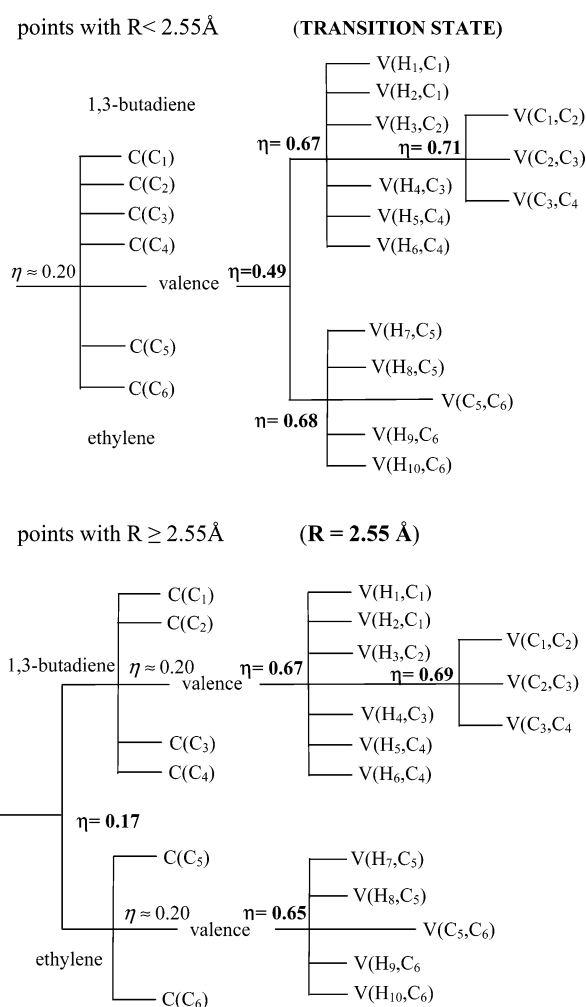 points with R< 2.55Å (TRANSITION STATE)
V(H₁,C₁)
1,3-butadiene V(H₂,C₁)
V(C₁,C₂)
V(H₃,C₂)
η= 0.67 η= 0.71
C(C₁) V(C₂,C₃)
C(C₂) V(H₄,C₃)
C(C₃) V(H₅,C₄) V(C₃,C₄
C(C₄) V(H₆,C₄)
η ≈ 0.20 valence η=0.49
V(H₇,C₅)
C(C₅)
V(H₈,C₅)
C(C₆) V(C₅,C₆)
η= 0.68
ethylene V(H₉,C₆
V(H₁₀,C₆)
points with R ≥ 2.55Å (R = 2.55 Å)
C(C₁) V(H₁,C₁)
C(C₂) V(H₂,C₁)
V(C₁,C₂)
V(H₃,C₂)
1,3-butadiene η ≈ 0.20 η= 0.67 η= 0.69
valence V(C₂,C₃)
V(H₄,C₃)
V(C₃,C₄
C(C₃) V(H₅,C₄)
C(C₄) V(H₆,C₄)
η= 0.17
C(C₅) V(H₇,C₅)
V(H₈,C₅)
η ≈ 0.20 η= 0.65
valence V(C₅,C₆)
ethylene V(H₉,C₆
C(C₆) V(H₁₀,C₆)